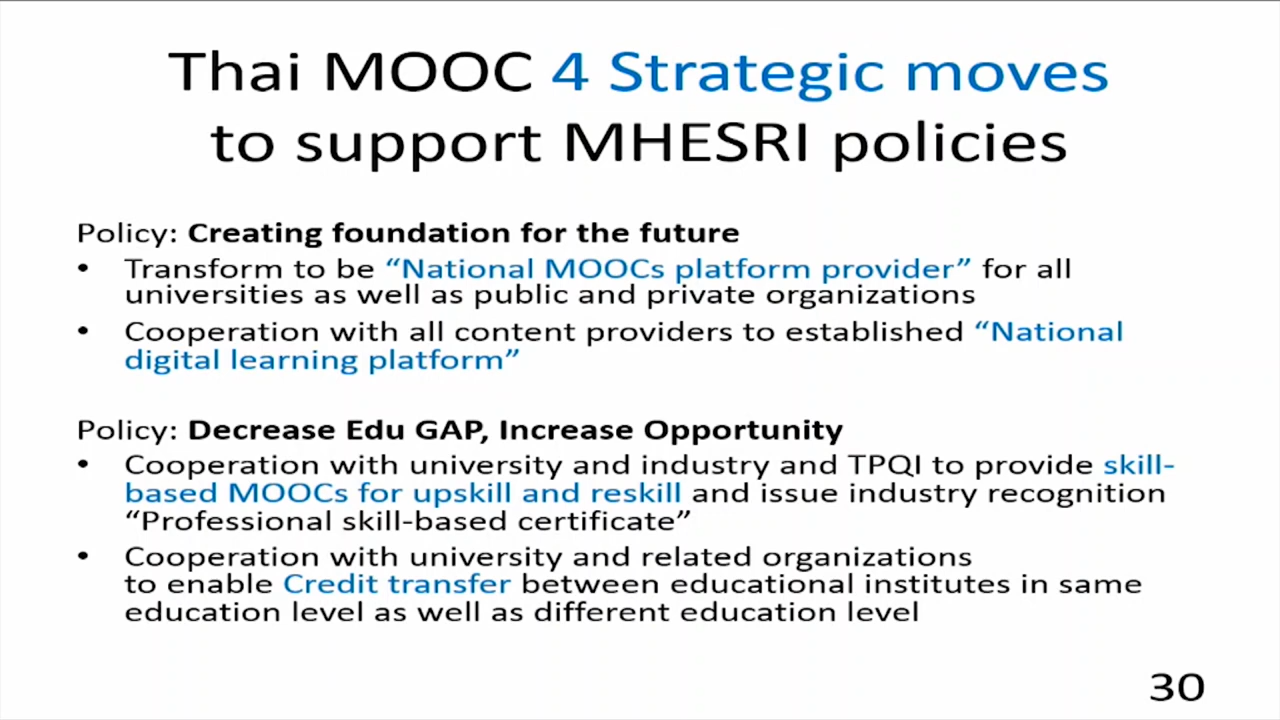 Thai MOOC 4 Strategic moves
to support MHESRI policies
Policy: Creating foundation for the future
• Transform to be “National MOOCs platform provider” for all
universities as well as public and private organizations
• Cooperation with all content providers to established “National
digital learning platform”
Policy: Decrease Edu GAP, Increase Opportunity
• Cooperation with university and industry and TPQI to provide skill-
based MOOCs for upskill and reskill and issue industry recognition
“Professional skill-based certificate”
• Cooperation with university and related organizations
to enable Credit transfer between educational institutes in same
education level as well as different education level
30